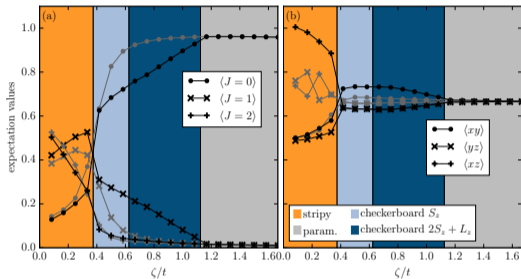 (a)
(b)
expectation values
1.0
0.8
0.6
0.4
0.2
0.0
⟨J = 0⟩
⟨J = 1⟩
⟨J = 2⟩
⟨xy⟩
⟨yz⟩
⟨xz⟩
stripy
checkerboard S_z
param.
checkerboard 2S_z + L_z
0.0 0.2 0.4 0.6 0.8 1.0 1.2 1.4 1.6
ζ/t
0.0 0.2 0.4 0.6 0.8 1.0 1.2 1.4 1.6
ζ/t